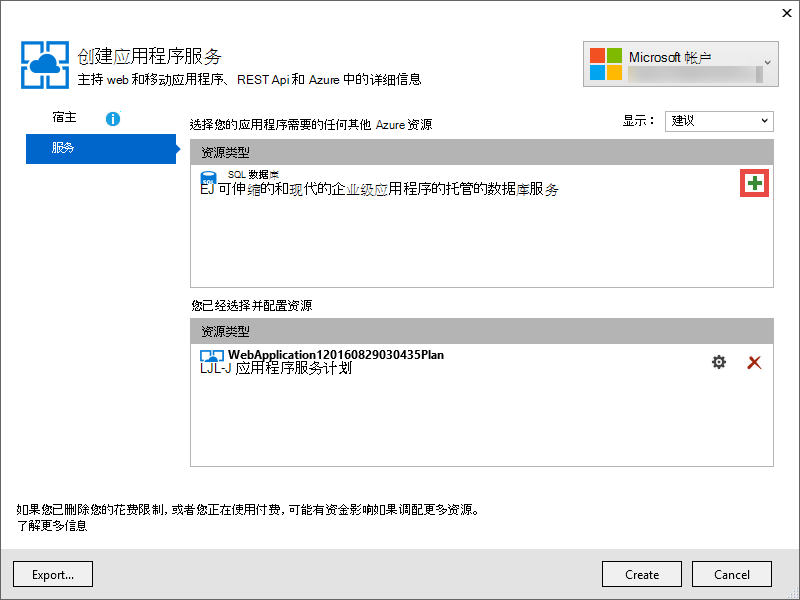 创建应用程序服务
主持 web 和移动应用程序、REST Api 和 Azure 中的详细信息
Microsoft 帐户
宿主
服务
选择您的应用程序需要的任何其他 Azure 资源
显示：
建议
资源类型
SQL 数据库
EJ 可伸缩的和现代的企业级应用程序的托管的数据库服务
您已经选择并配置资源
资源类型
WebApplication120160829030435Plan
LJL-J 应用程序服务计划
如果您已删除您的花费限制, 或者您正在使用付费, 可能有资金影响如果调配更多资源。
了解更多信息
Export...
Create
Cancel